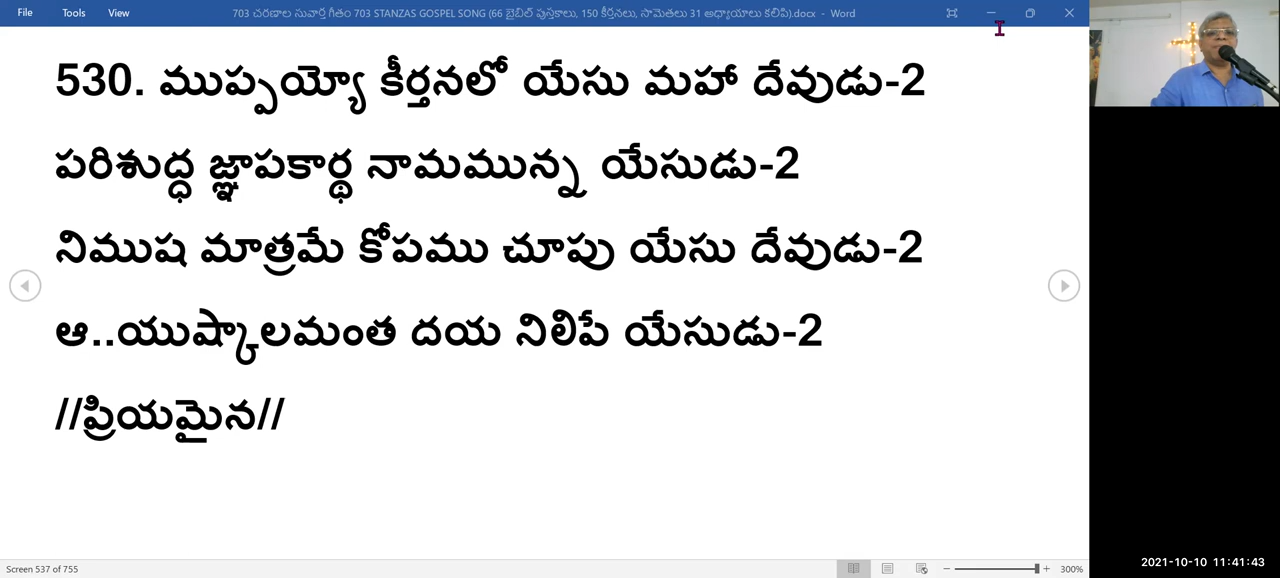 File Tools View 703 చరణాల సువార్త గీతం 703 STANZAS GOSPEL SONG (66 బైబిల్ పుస్తకాలు, 150 కీర్తనలు, సామెతలు 31 అధ్యాయాలు కలిపి).docx - Word
530. ముప్పయ్యో కీర్తనలో యేసు మహా దేవుడు-2
పరిశుద్ధ జ్ఞాపకార్థ నామమున్న యేసుడు-2
నిముష మాత్రమే కోపము చూపు యేసు దేవుడు-2
ఆ..యుష్కాలమంత దయ నిలిపే యేసుడు-2
//ప్రియమైన//
Screen 537 of 755 300%
2021-10-10 11:41:43